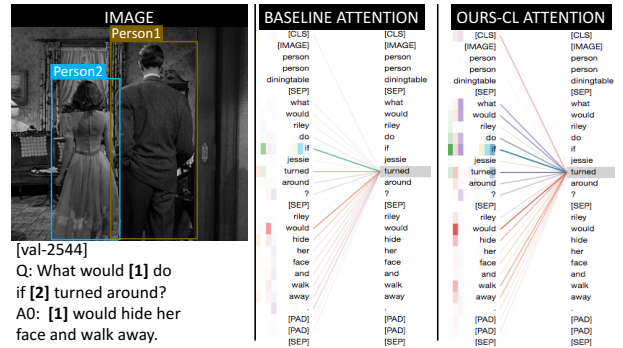 IMAGE
Person1
Person2
[val-2544]
Q: What would [1] do
if [2] turned around?
A0: [1] would hide her
face and walk away.
BASELINE ATTENTION
[CLS] [CLS]
[IMAGE] [IMAGE]
person person
person person
diningtable diningtable
[SEP] [SEP]
what what
would would
riley riley
do do
if if
jessie jessie
turned turned
around around
? ?
[SEP] [SEP]
riley riley
would would
hide hide
her her
face face
and and
walk walk
away away
. .
[PAD] [PAD]
[PAD] [PAD]
[SEP] [SEP]
OURS-CL ATTENTION
[CLS] [CLS]
[IMAGE] [IMAGE]
person person
person person
diningtable diningtable
[SEP] [SEP]
what what
would would
riley riley
do do
if if
jessie jessie
turned turned
around around
? ?
[SEP] [SEP]
riley riley
would would
hide hide
her her
face face
and and
walk walk
away away
. .
[PAD] [PAD]
[PAD] [PAD]
[SEP] [SEP]